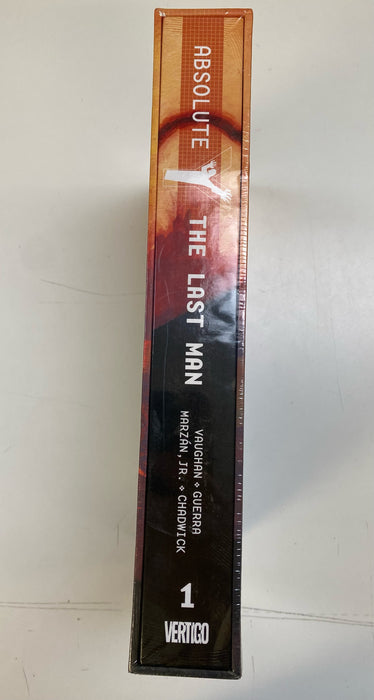 ABSOLUTE
Y
THE LAST MAN
VAUGHAN ⋄ GUERRA
MARZÁN, JR. ⋄ CHADWICK
1
VERTIGO